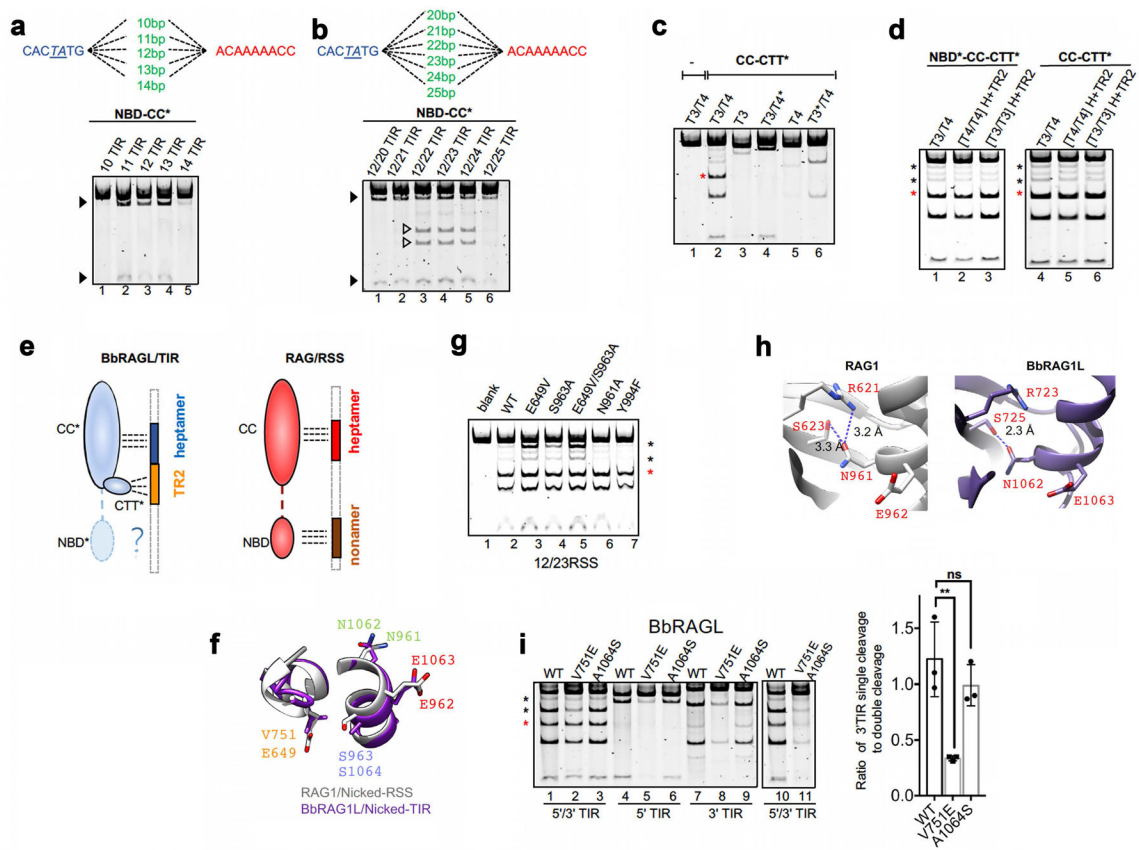 a
CACTATG
10bp
11bp
12bp
13bp
14bp
ACAAAAACC
NBD-CC*
10 TIR
11 TIR
12 TIR
13 TIR
14 TIR
1 2 3 4 5
b
CACTATG
20bp
21bp
22bp
23bp
24bp
25bp
ACAAAAACC
NBD-CC*
12/20 TIR
12/21 TIR
12/22 TIR
12/23 TIR
12/24 TIR
12/25 TIR
1 2 3 4 5 6
c
- CC-CTT*
T3/T4
T3/T4
T3
T3/T4*
T4
T3*/T4
*
1 2 3 4 5 6
d
NBD*-CC-CTT* CC-CTT*
T3/T4
[T4/T4] H+TR2
[T3/T3] H+TR2
T3/T4
[T4/T4] H+TR2
[T3/T3] H+TR2
* *
* *
* *
1 2 3 4 5 6
e
BbRAGL/TIR RAG/RSS
CC* heptamer CC heptamer
TR2
CTT*
NBD* ? NBD nonamer
f
N1062
N961
E1063
E962
V751
E649
S963
S1064
RAG1/Nicked-RSS
BbRAG1L/Nicked-TIR
g
blank
WT
E649V
S963A
E649V/S963A
N961A
Y994F
*
*
*
1 2 3 4 5 6 7
12/23RSS
h
RAG1 BbRAG1L
R621
S623
3.2 Å
3.3 Å
N961
E962
R723
S725
2.3 Å
N1062
E1063
i
BbRAGL
WT
V751E
A1064S
WT
V751E
A1064S
WT
V751E
A1064S
WT
V751E
A1064S
*
*
*
1 2 3 4 5 6 7 8 9 10 11
5'/3' TIR 5' TIR 3' TIR 5'/3' TIR
Ratio of 3'TIR single cleavage
to double cleavage
ns
**
1.5
1.0
0.5
0.0
WT
V751E
A1064S